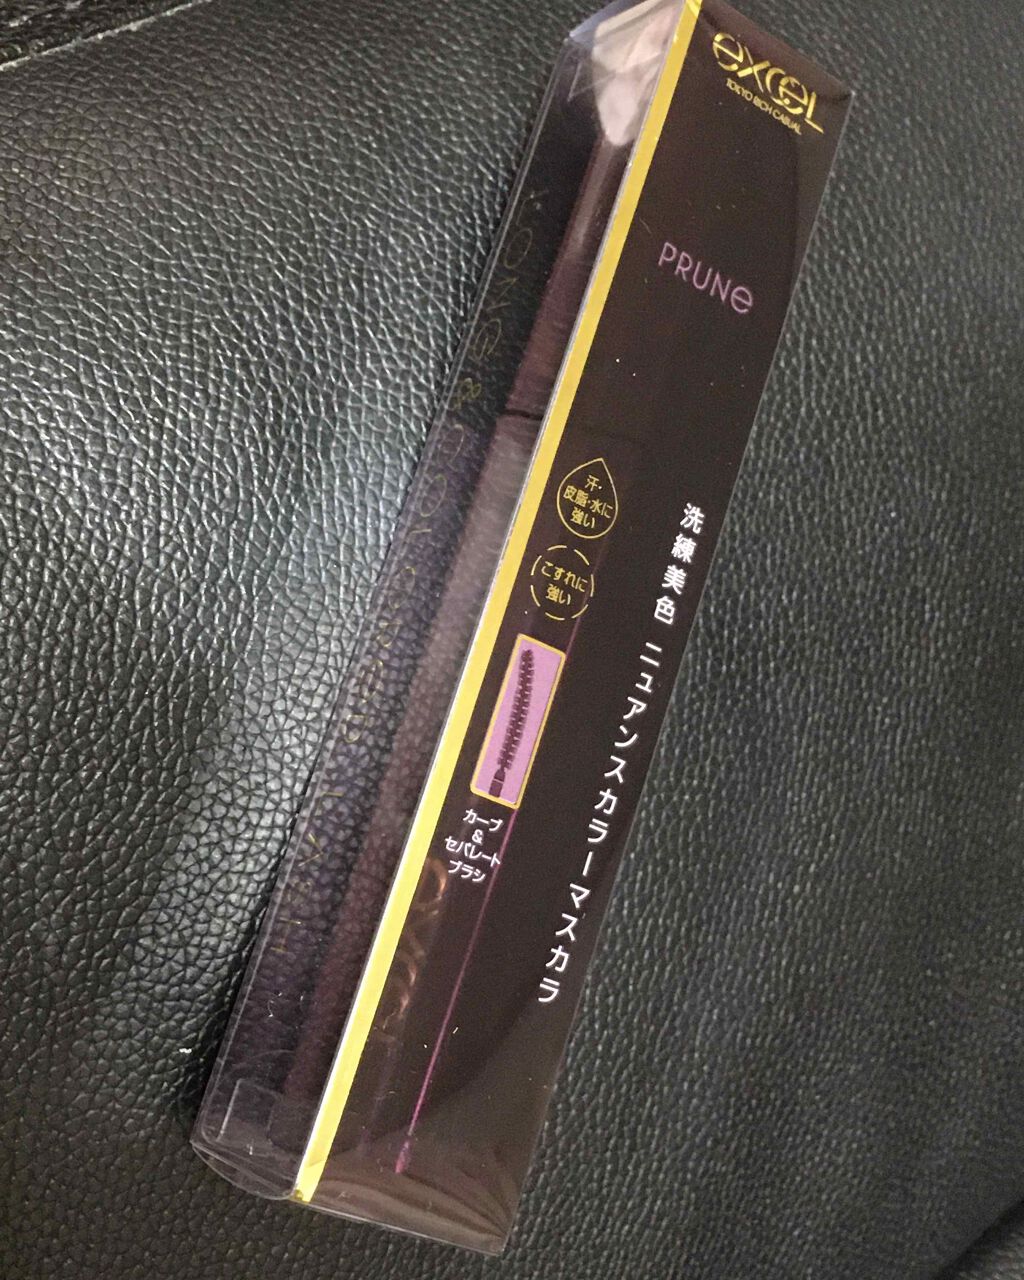 excel
TOKYO RICH CASUAL
PRUNe
汗・
皮脂・水に
強い
こすれに
強い
洗練美色 ニュアンスカラーマスカラ
カーブ
&
セパレート
ブラシ